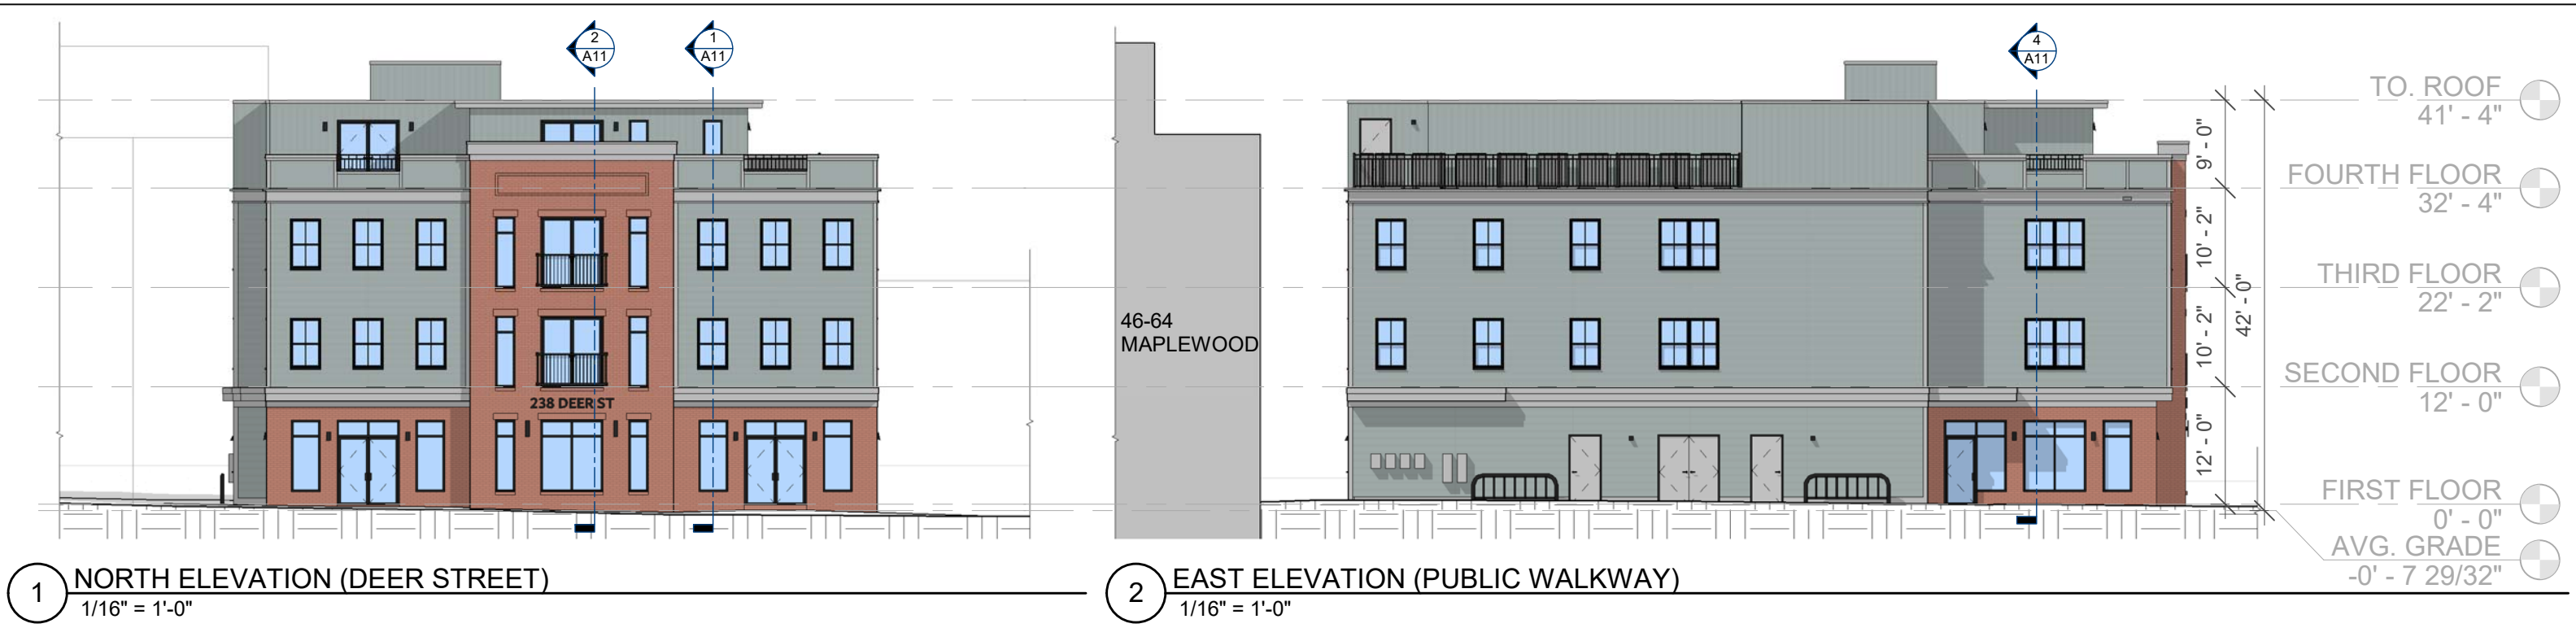 2
A11
1
A11
238 DEER ST
1
NORTH ELEVATION (DEER STREET)
1/16" = 1'-0"
4
A11
46-64
MAPLEWOOD
2
EAST ELEVATION (PUBLIC WALKWAY)
1/16" = 1'-0"
9' - 0"
10' - 2"
10' - 2"
12' - 0"
42' - 0"
TO. ROOF
41' - 4"
FOURTH FLOOR
32' - 4"
THIRD FLOOR
22' - 2"
SECOND FLOOR
12' - 0"
FIRST FLOOR
0' - 0"
AVG. GRADE
-0' - 7 29/32"